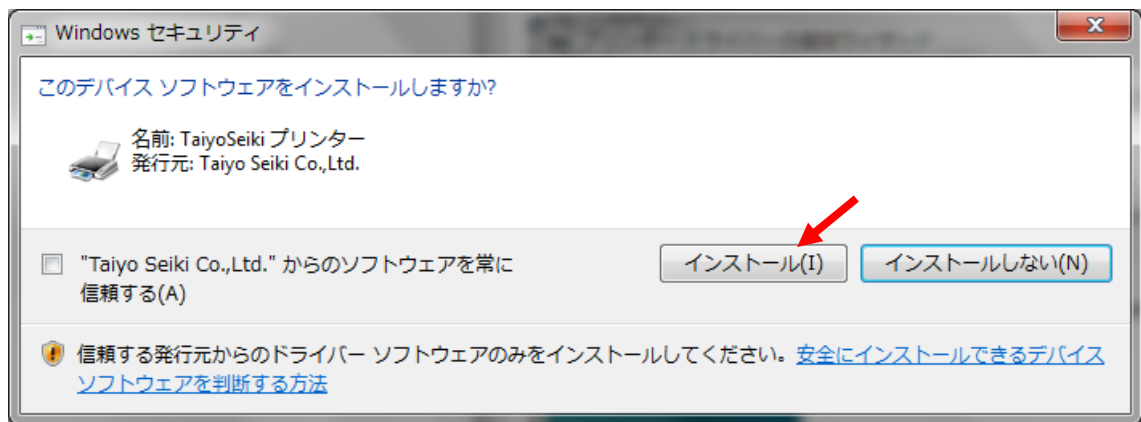 Windows セキュリティ
このデバイス ソフトウェアをインストールしますか?
名前: TaiyoSeiki プリンター
発行元: Taiyo Seiki Co.,Ltd.
"Taiyo Seiki Co.,Ltd." からのソフトウェアを常に
信頼する(A)
インストール(I)
インストールしない(N)
信頼する発行元からのドライバー ソフトウェアのみをインストールしてください。安全にインストールできるデバイス
ソフトウェアを判断する方法